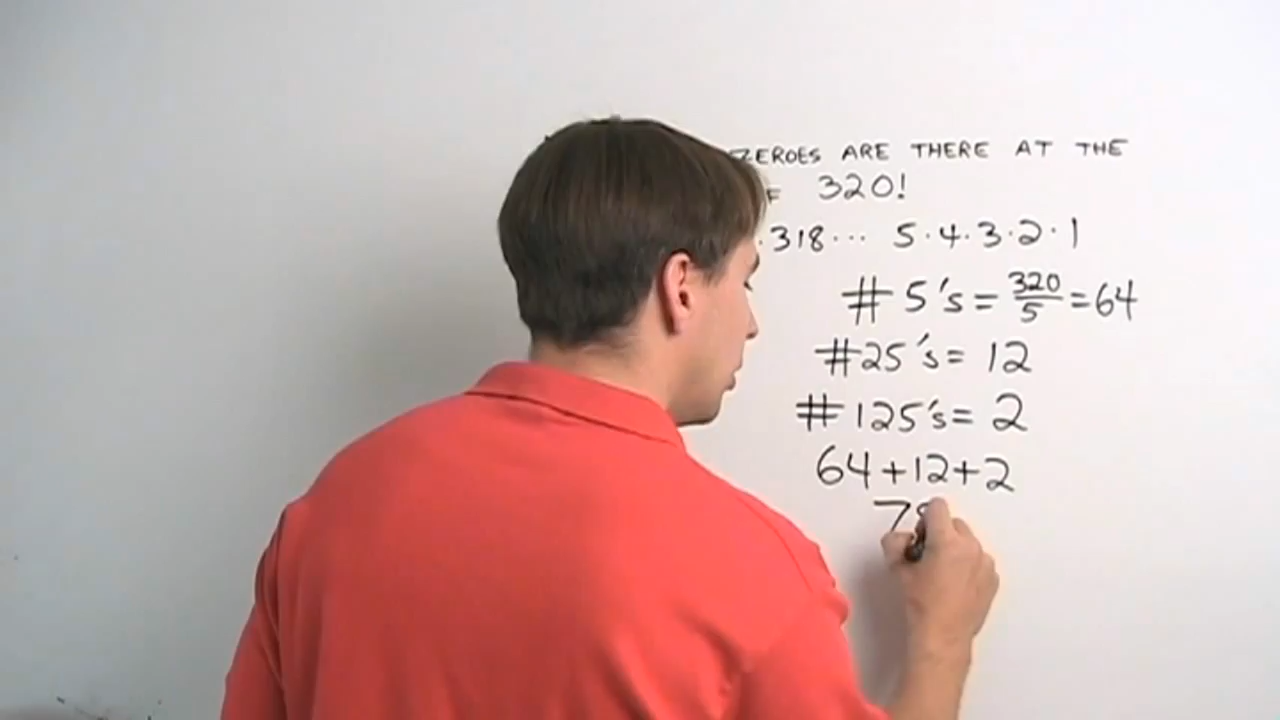 ZEROES ARE THERE AT THE
320!
·318··· 5·4·3·2·1
# 5's = 320/5 = 64
#25's = 12
#125's = 2
64+12+2
78